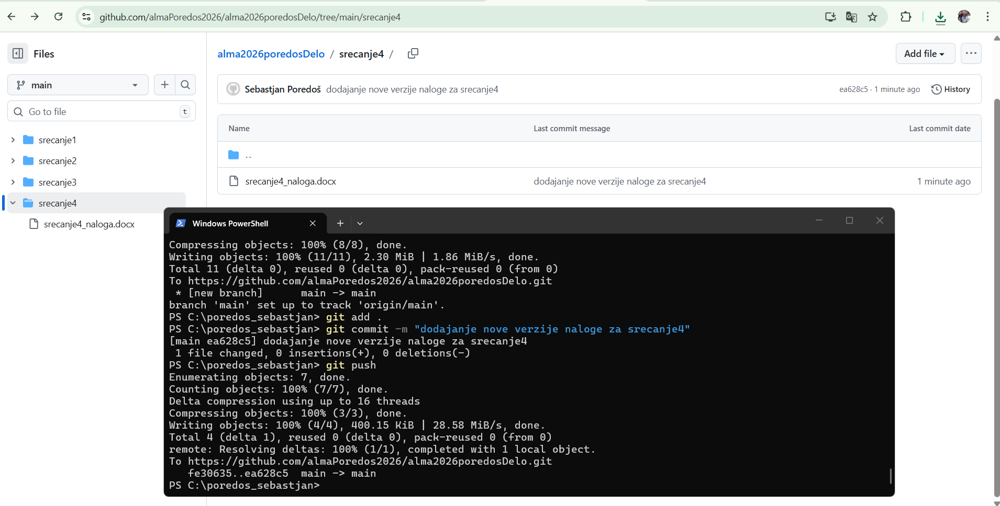 github.com/almaPoredos2026/alma2026poredosDelo/tree/main/srecanje4
Files
main
Go to file
t
srecanje1
srecanje2
srecanje3
srecanje4
srecanje4_naloga.docx
alma2026poredosDelo / srecanje4 /
Add file
Sebastjan Poredoš dodajanje nove verzije naloge za srecanje4
ea628c5 · 1 minute ago
History
Name Last commit message Last commit date
..
srecanje4_naloga.docx dodajanje nove verzije naloge za srecanje4 1 minute ago
Windows PowerShell
Compressing objects: 100% (8/8), done.
Writing objects: 100% (11/11), 2.30 MiB | 1.86 MiB/s, done.
Total 11 (delta 0), reused 0 (delta 0), pack-reused 0 (from 0)
To https://github.com/almaPoredos2026/alma2026poredosDelo.git
* [new branch] main -> main
branch 'main' set up to track 'origin/main'.
PS C:\poredos_sebastjan> git add .
PS C:\poredos_sebastjan> git commit -m "dodajanje nove verzije naloge za srecanje4"
[main ea628c5] dodajanje nove verzije naloge za srecanje4
1 file changed, 0 insertions(+), 0 deletions(-)
PS C:\poredos_sebastjan> git push
Enumerating objects: 7, done.
Counting objects: 100% (7/7), done.
Delta compression using up to 16 threads
Compressing objects: 100% (3/3), done.
Writing objects: 100% (4/4), 400.15 KiB | 28.58 MiB/s, done.
Total 4 (delta 1), reused 0 (delta 0), pack-reused 0 (from 0)
remote: Resolving deltas: 100% (1/1), completed with 1 local object.
To https://github.com/almaPoredos2026/alma2026poredosDelo.git
fe30635..ea628c5 main -> main
PS C:\poredos_sebastjan>